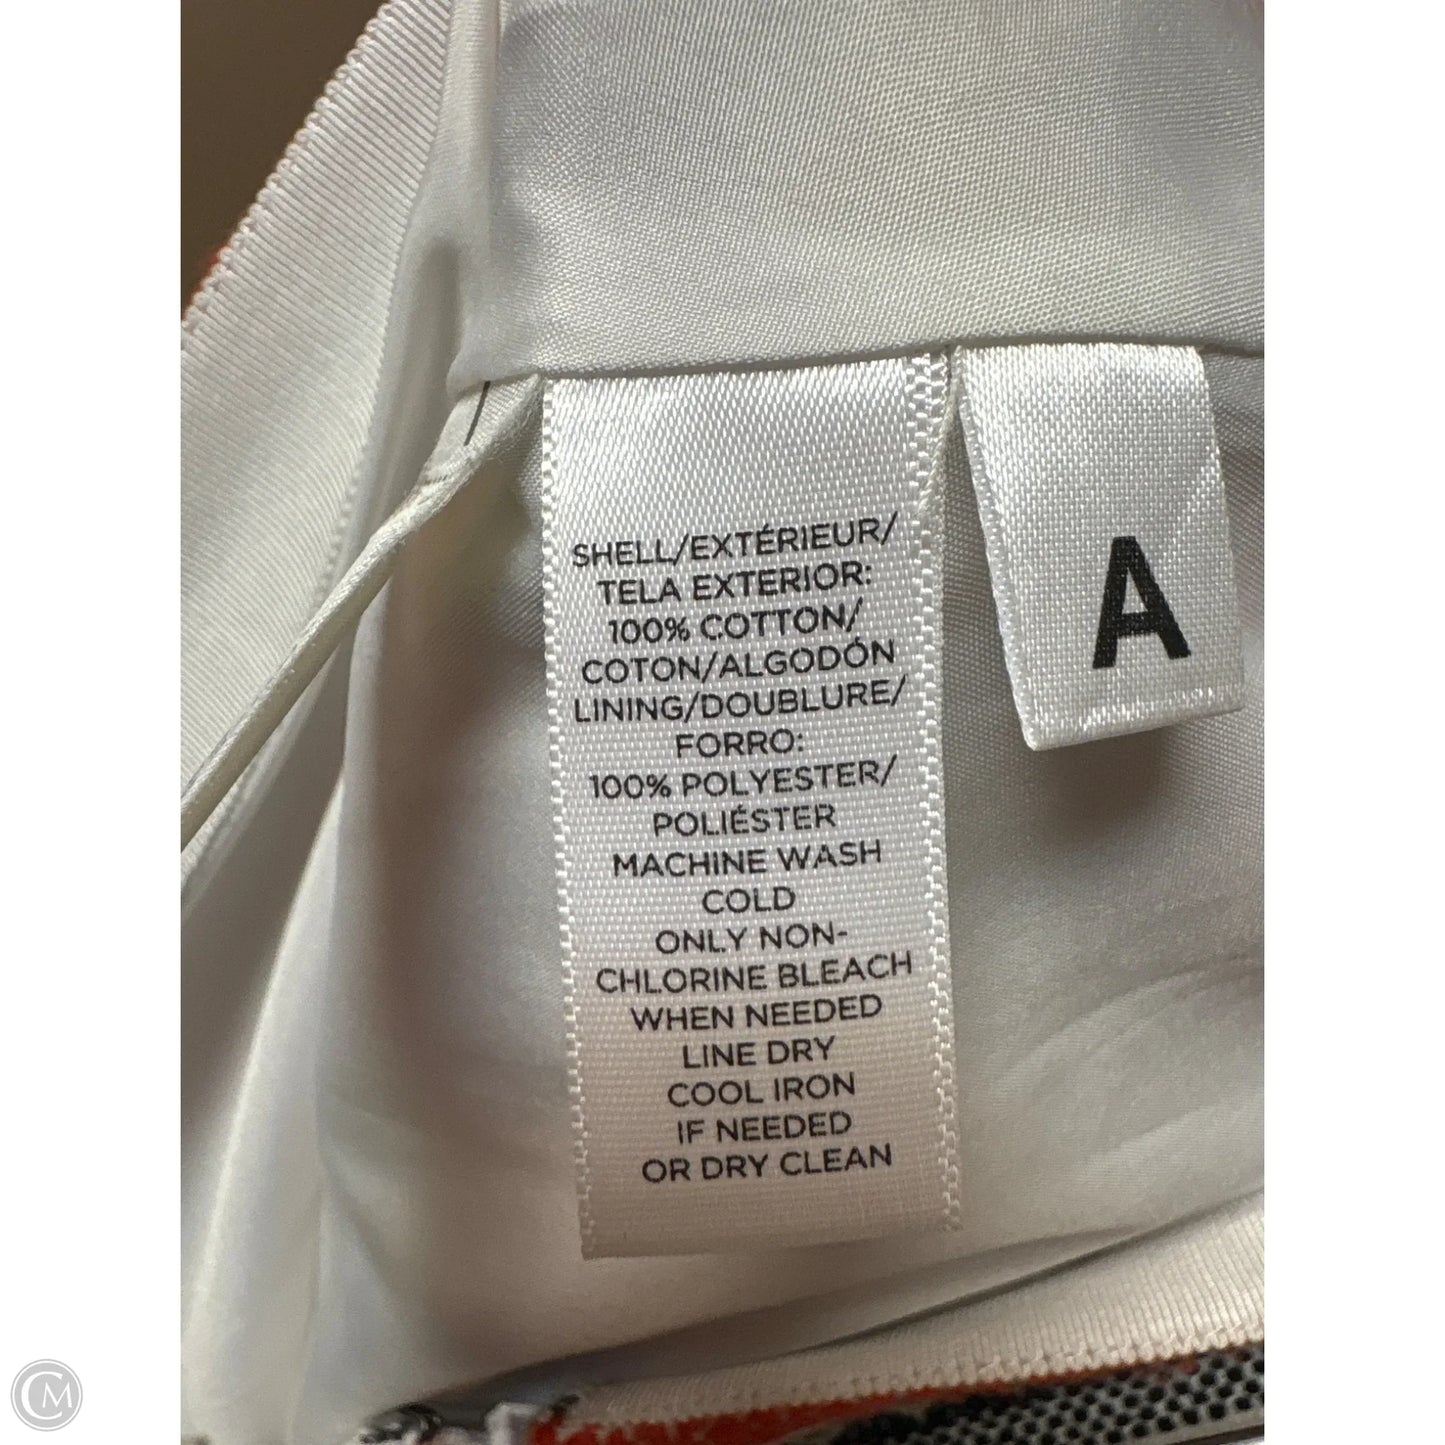 SHELL/EXTÉRIEUR/
TELA EXTERIOR:
100% COTTON/
COTON/ALGODÓN
LINING/DOUBLURE/
FORRO:
100% POLYESTER/
POLIÉSTER
MACHINE WASH
COLD
ONLY NON-
CHLORINE BLEACH
WHEN NEEDED
LINE DRY
COOL IRON
IF NEEDED
OR DRY CLEAN
A
CM